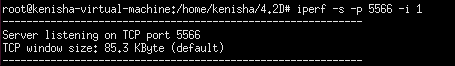 root@kenisha-virtual-machine:/home/kenisha/4.2D# iperf -s -p 5566 -i 1
------------------------------------------------------------
Server listening on TCP port 5566
TCP window size: 85.3 KByte (default)
------------------------------------------------------------